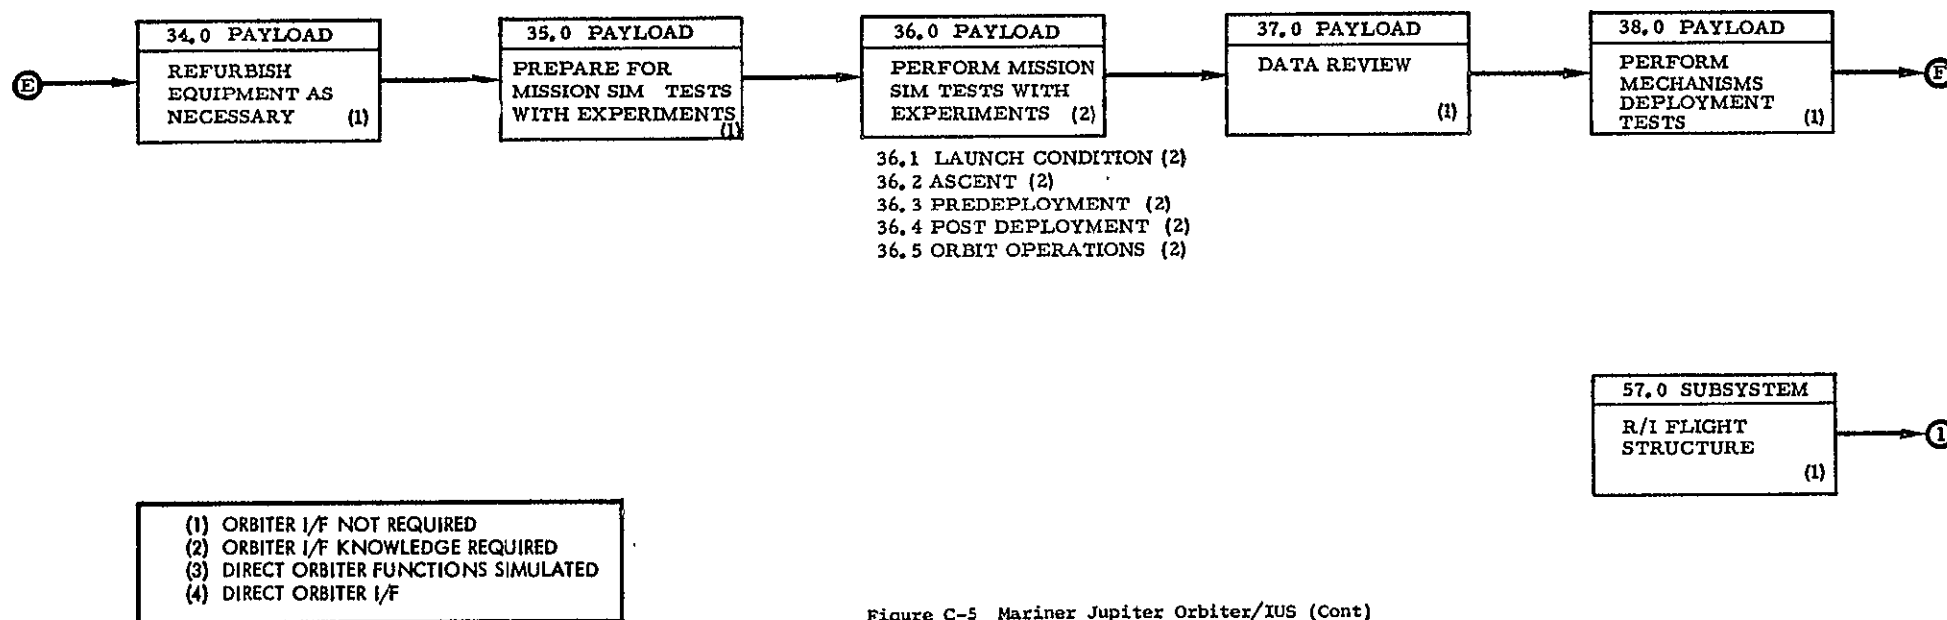 E
34.0 PAYLOAD
REFURBISH
EQUIPMENT AS
NECESSARY (1)
35.0 PAYLOAD
PREPARE FOR
MISSION SIM TESTS
WITH EXPERIMENTS
(1)
36.0 PAYLOAD
PERFORM MISSION
SIM TESTS WITH
EXPERIMENTS (2)
36.1 LAUNCH CONDITION (2)
36.2 ASCENT (2)
36.3 PREDEPLOYMENT (2)
36.4 POST DEPLOYMENT (2)
36.5 ORBIT OPERATIONS (2)
37.0 PAYLOAD
DATA REVIEW
(1)
38.0 PAYLOAD
PERFORM
MECHANISMS
DEPLOYMENT
TESTS (1)
F
57.0 SUBSYSTEM
R/I FLIGHT
STRUCTURE
(1)
1
(1) ORBITER I/F NOT REQUIRED
(2) ORBITER I/F KNOWLEDGE REQUIRED
(3) DIRECT ORBITER FUNCTIONS SIMULATED
(4) DIRECT ORBITER I/F
Figure C-5 Mariner Jupiter Orbiter/IUS (Cont)